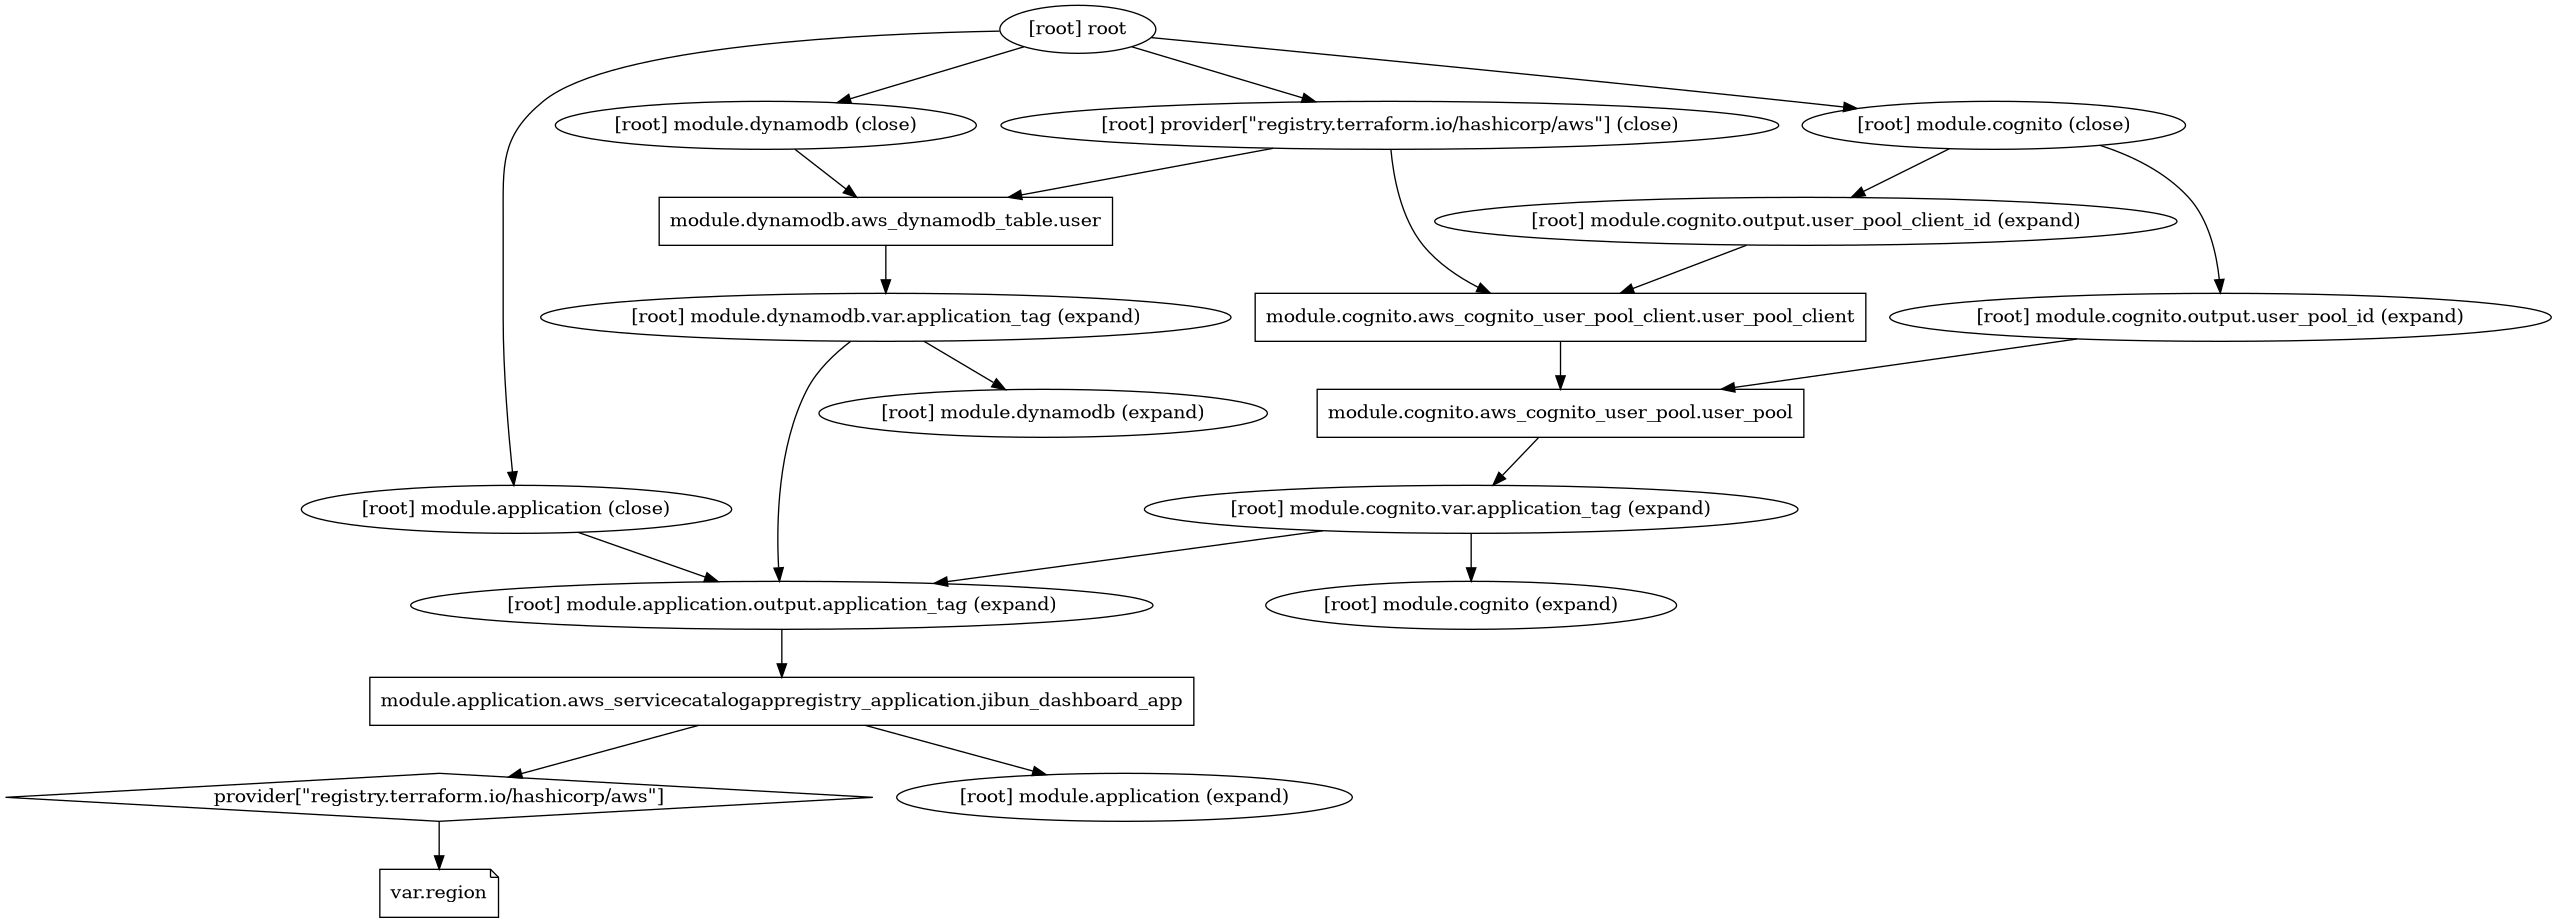 [root] root
[root] module.dynamodb (close)
[root] provider[\"registry.terraform.io/hashicorp/aws\"] (close)
[root] module.cognito (close)
module.dynamodb.aws_dynamodb_table.user
[root] module.cognito.output.user_pool_client_id (expand)
[root] module.dynamodb.var.application_tag (expand)
module.cognito.aws_cognito_user_pool_client.user_pool_client
[root] module.cognito.output.user_pool_id (expand)
[root] module.dynamodb (expand)
module.cognito.aws_cognito_user_pool.user_pool
[root] module.application (close)
[root] module.cognito.var.application_tag (expand)
[root] module.application.output.application_tag (expand)
[root] module.cognito (expand)
module.application.aws_servicecatalogappregistry_application.jibun_dashboard_app
provider[\"registry.terraform.io/hashicorp/aws\"]
[root] module.application (expand)
var.region